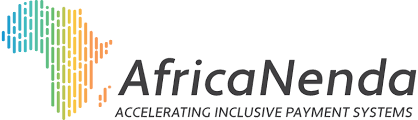 AfricaNenda
ACCELERATING INCLUSIVE PAYMENT SYSTEMS